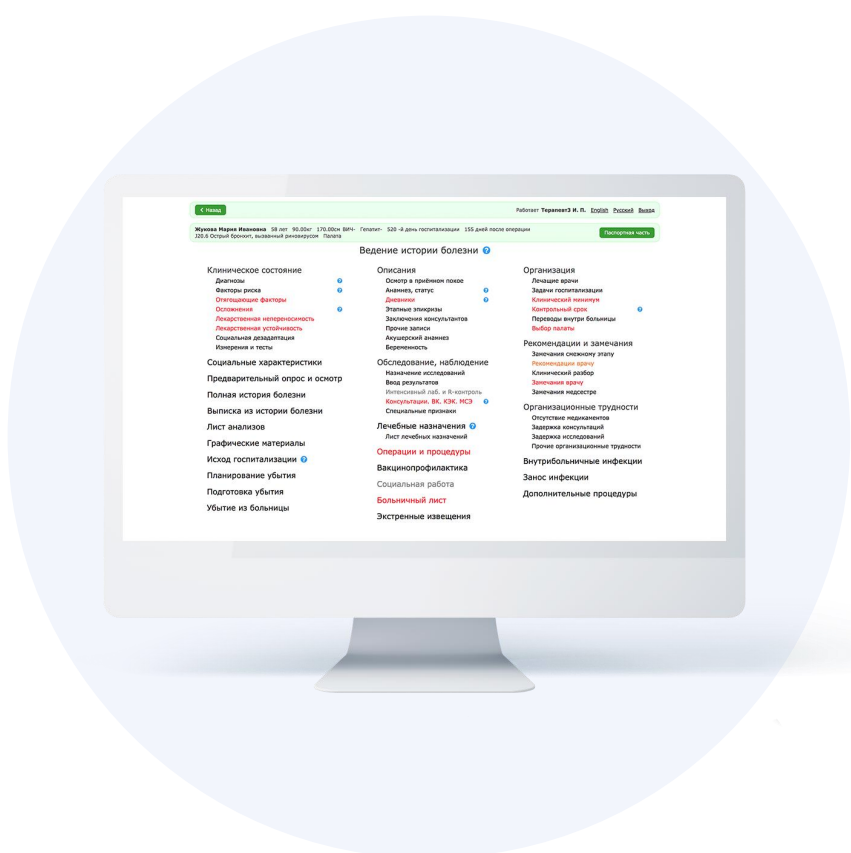 Назад
Работает Терапевт3 И. П. English Русский Выход
Жукова Мария Ивановна 58 лет 90.00кг 170.00см ВИЧ- Гепатит- 520 -й день госпитализации 155 дней после операции
J20.6 Острый бронхит, вызванный риновирусом Палата
Паспортная часть
Ведение истории болезни ?
Клиническое состояние
Диагнозы ?
Факторы риска ?
Отягощающие факторы
Осложнения ?
Лекарственная непереносимость
Лекарственная устойчивость
Социальная дезадаптация
Измерения и тесты
Социальные характеристики
Предварительный опрос и осмотр
Полная история болезни
Выписка из истории болезни
Лист анализов
Графические материалы
Исход госпитализации ?
Планирование убытия
Подготовка убытия
Убытие из больницы
Описания
Осмотр в приёмном покое
Анамнез, статус ?
Дневники ?
Этапные эпикризы
Заключения консультантов
Прочие записи
Акушерский анамнез
Беременность
Обследование, наблюдение
Назначение исследований
Ввод результатов
Интенсивный лаб. и R-контроль
Консультации. ВК. КЭК. МСЭ ?
Специальные признаки
Лечебные назначения ?
Лист лечебных назначений
Операции и процедуры
Вакцинопрофилактика
Социальная работа
Больничный лист
Экстренные извещения
Организация
Лечащие врачи
Задачи госпитализации
Клинический минимум
Контрольный срок ?
Переводы внутри больницы
Выбор палаты
Рекомендации и замечания
Замечания смежному этапу
Рекомендации врачу
Клинический разбор
Замечания врачу
Замечания медсестре
Организационные трудности
Отсутствие медикаментов
Задержка консультаций
Задержка исследований
Прочие организационные трудности
Внутрибольничные инфекции
Занос инфекции
Дополнительные процедуры